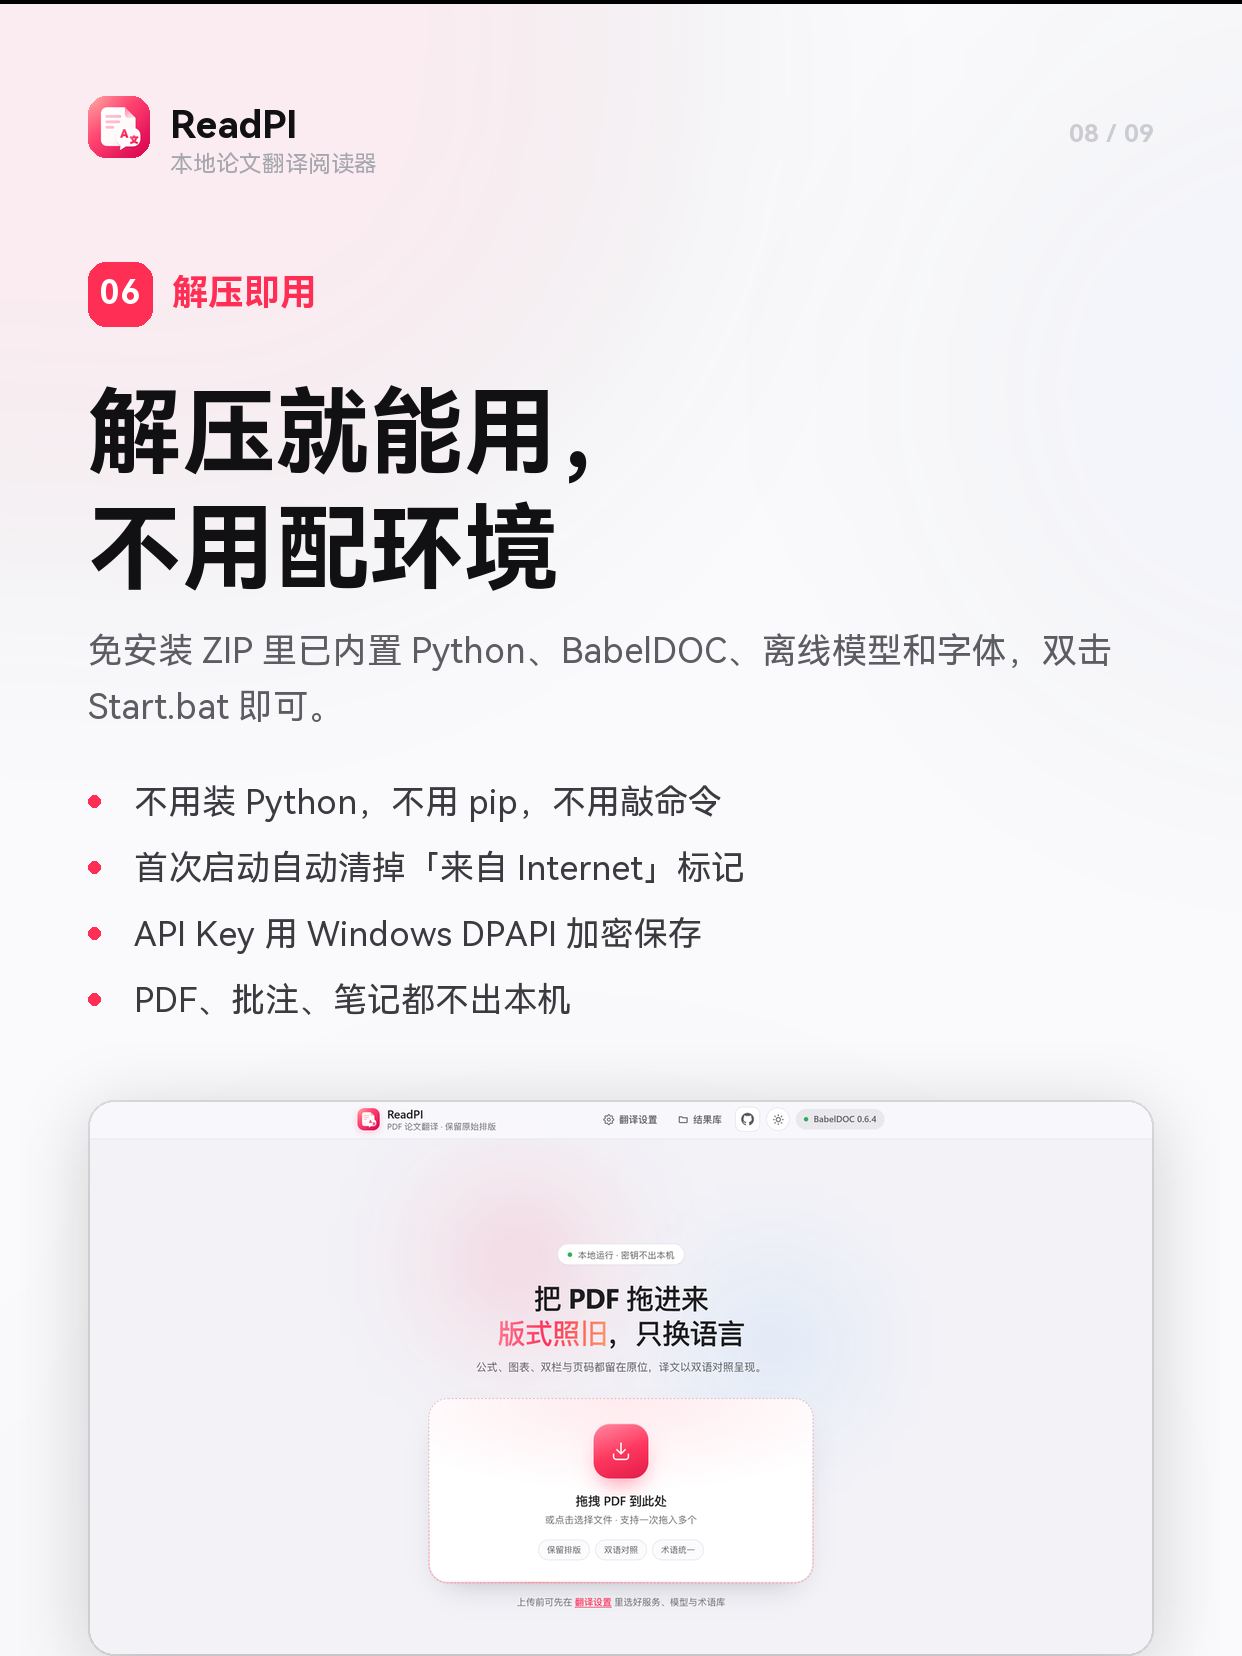 ReadPI
本地论文翻译阅读器
08 / 09
06 解压即用
解压就能用，
不用配环境
免安装 ZIP 里已内置 Python、BabelDOC、离线模型和字体，双击
Start.bat 即可。
不用装 Python，不用 pip，不用敲命令
首次启动自动清掉「来自 Internet」标记
API Key 用 Windows DPAPI 加密保存
PDF、批注、笔记都不出本机
ReadPI
PDF 论文翻译 · 保留原始排版
翻译设置 结果库 BabelDOC 0.6.4
本地运行 · 密钥不出本机
把 PDF 拖进来
版式照旧，只换语言
公式、图表、双栏与页码都留在原位，译文以双语对照呈现。
拖拽 PDF 到此处
或点击选择文件 · 支持一次拖入多个
保留排版 双语对照 术语统一
上传前可先在 翻译设置 里选好服务、模型与术语库